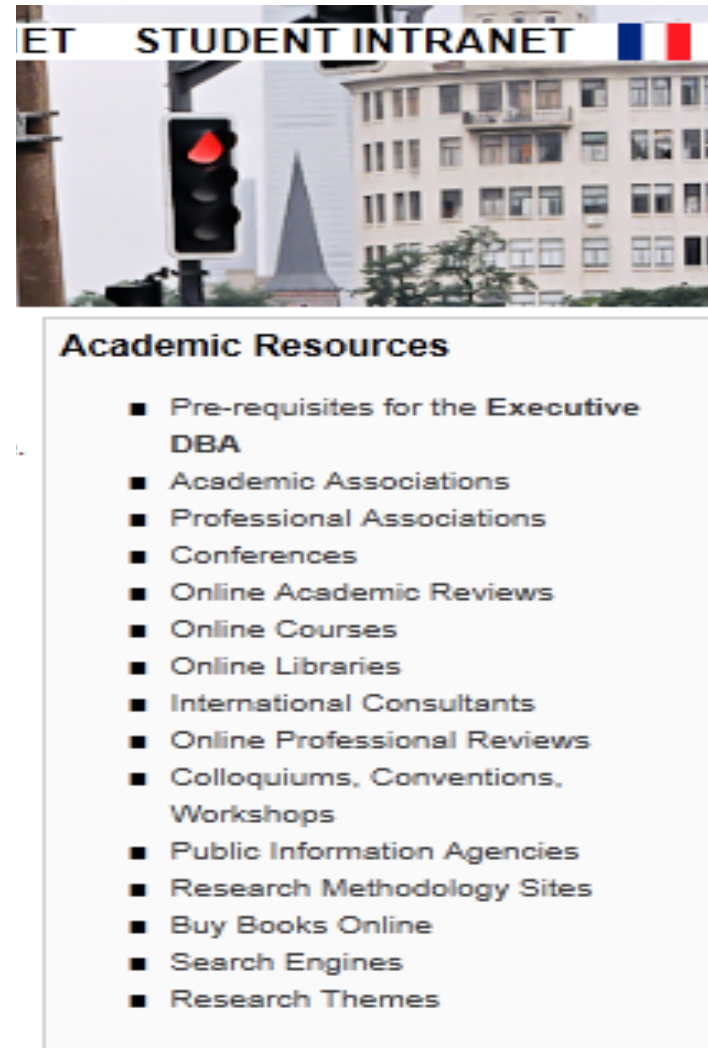 ET STUDENT INTRANET
Academic Resources
Pre-requisites for the Executive
DBA
Academic Associations
Professional Associations
Conferences
Online Academic Reviews
Online Courses
Online Libraries
International Consultants
Online Professional Reviews
Colloquiums, Conventions,
Workshops
Public Information Agencies
Research Methodology Sites
Buy Books Online
Search Engines
Research Themes